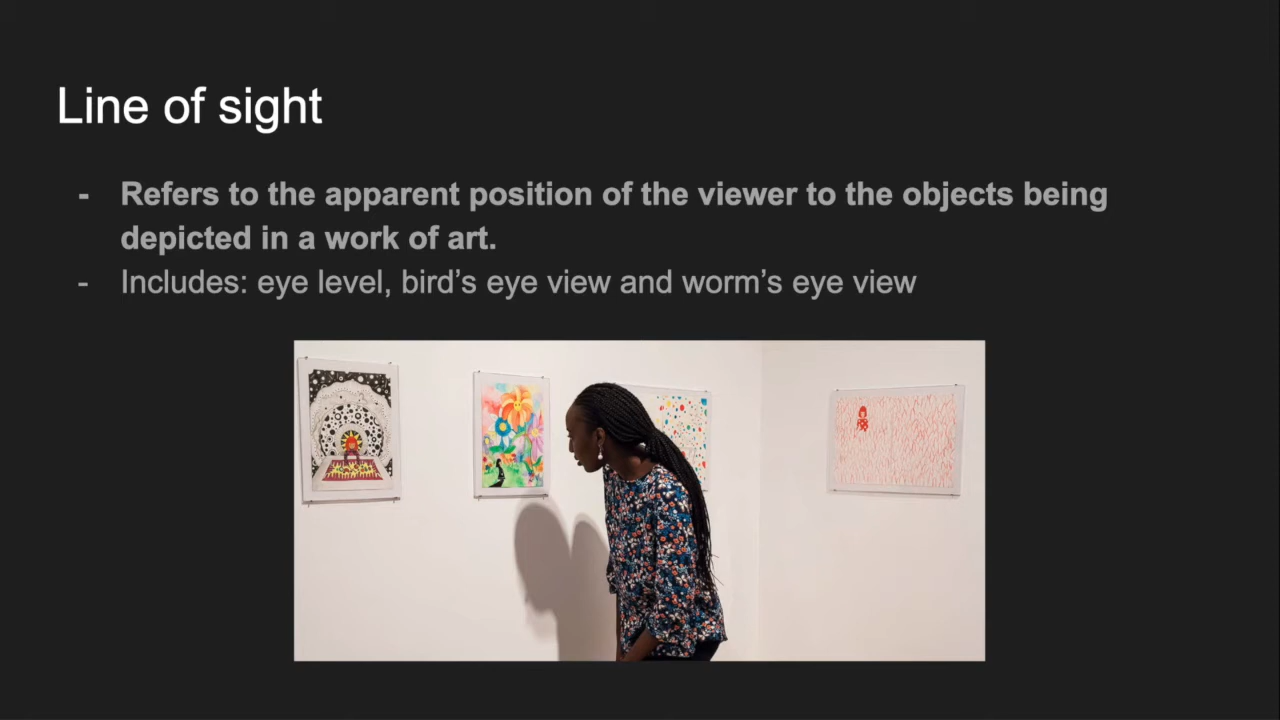 Line of sight
- Refers to the apparent position of the viewer to the objects being
depicted in a work of art.
- Includes: eye level, bird’s eye view and worm’s eye view